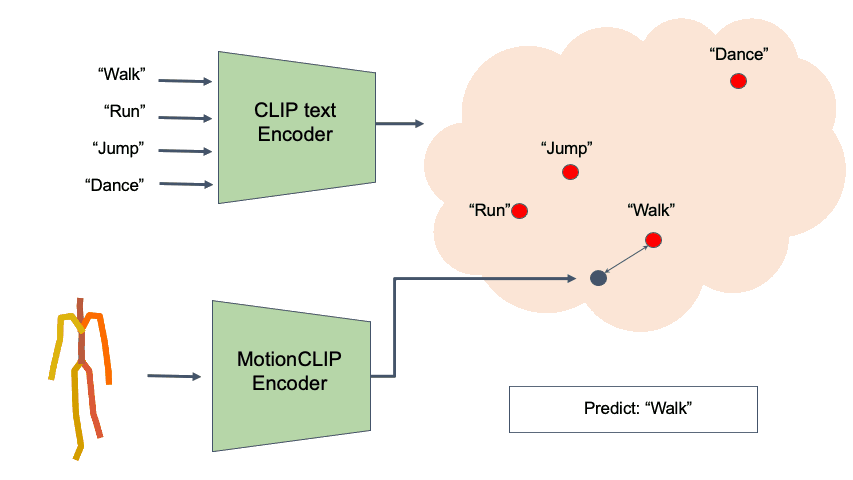 “Walk”
“Run”
“Jump”
“Dance”
CLIP text
Encoder
“Dance”
“Jump”
“Run”
“Walk”
MotionCLIP
Encoder
Predict: “Walk”